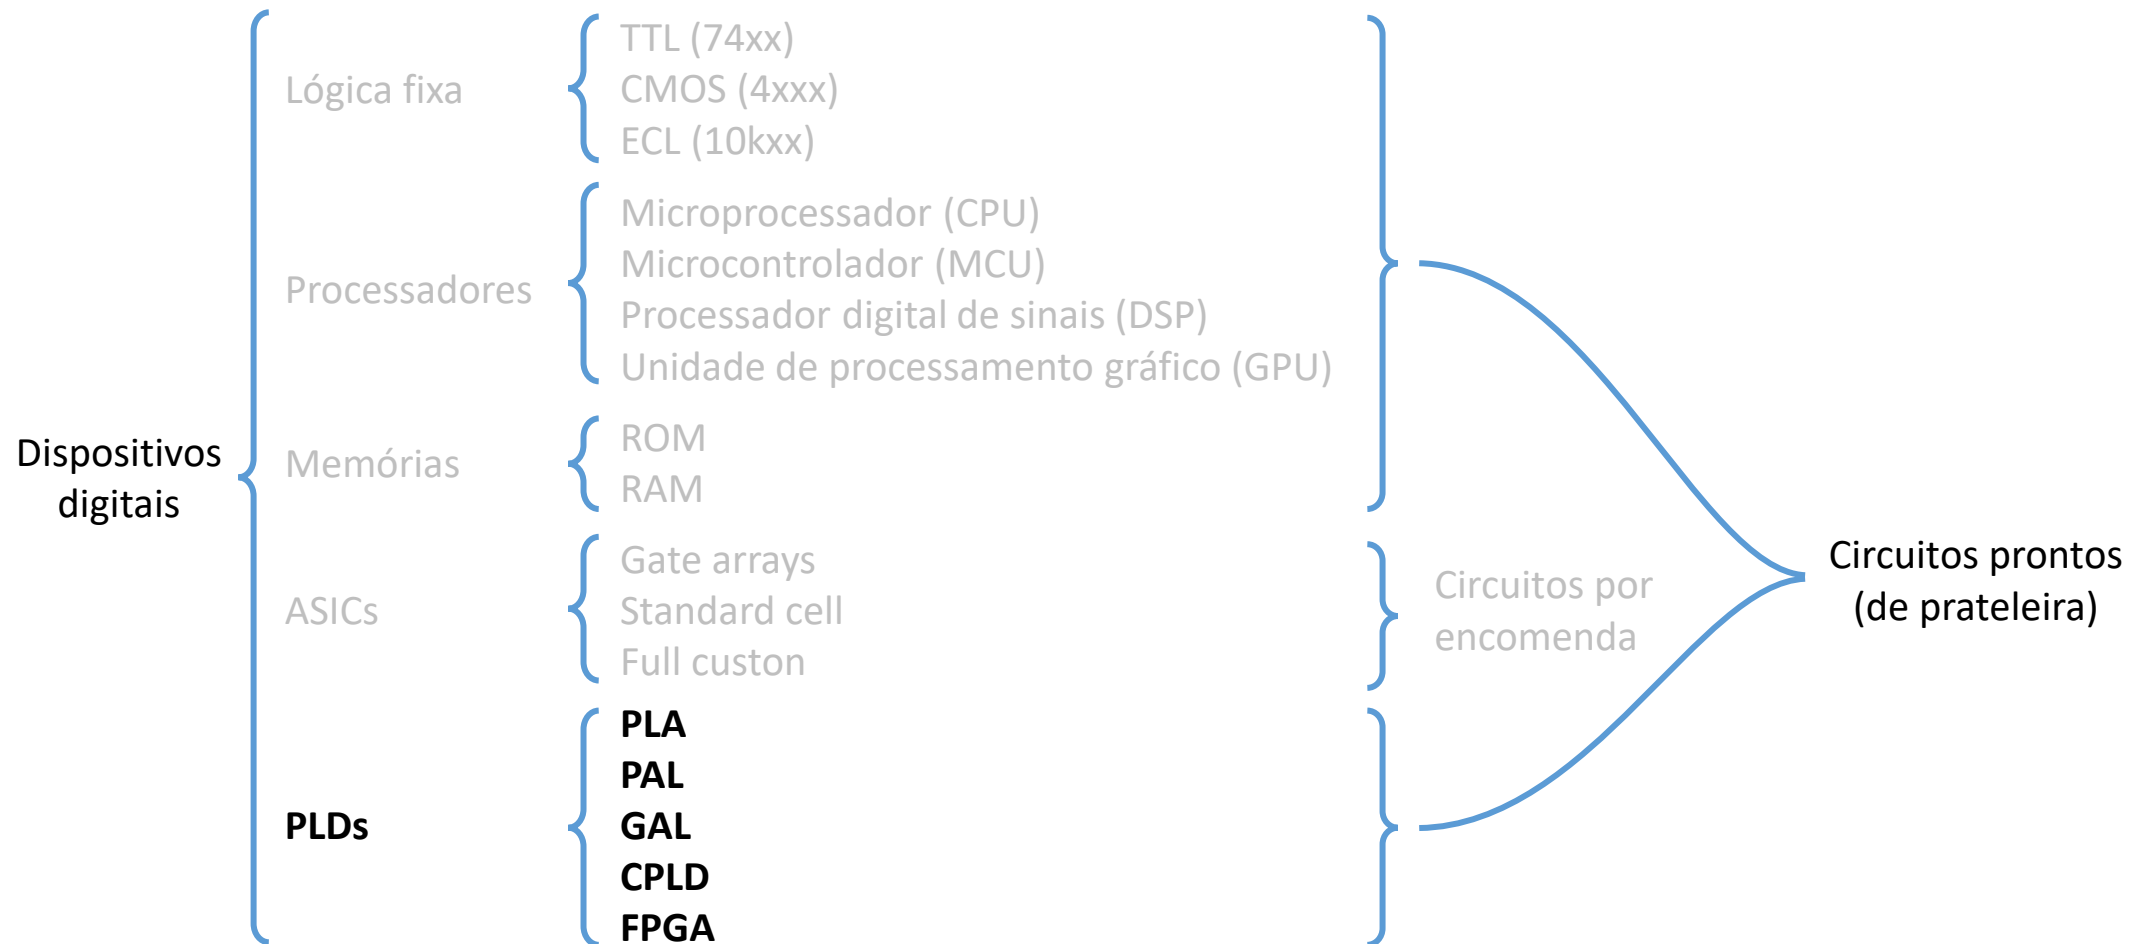 Dispositivos
digitais
Lógica fixa
TTL (74xx)
CMOS (4xxx)
ECL (10kxx)
Processadores
Microprocessador (CPU)
Microcontrolador (MCU)
Processador digital de sinais (DSP)
Unidade de processamento gráfico (GPU)
Memórias
ROM
RAM
ASICs
Gate arrays
Standard cell
Full custon
Circuitos por
encomenda
PLDs
PLA
PAL
GAL
CPLD
FPGA
Circuitos prontos
(de prateleira)